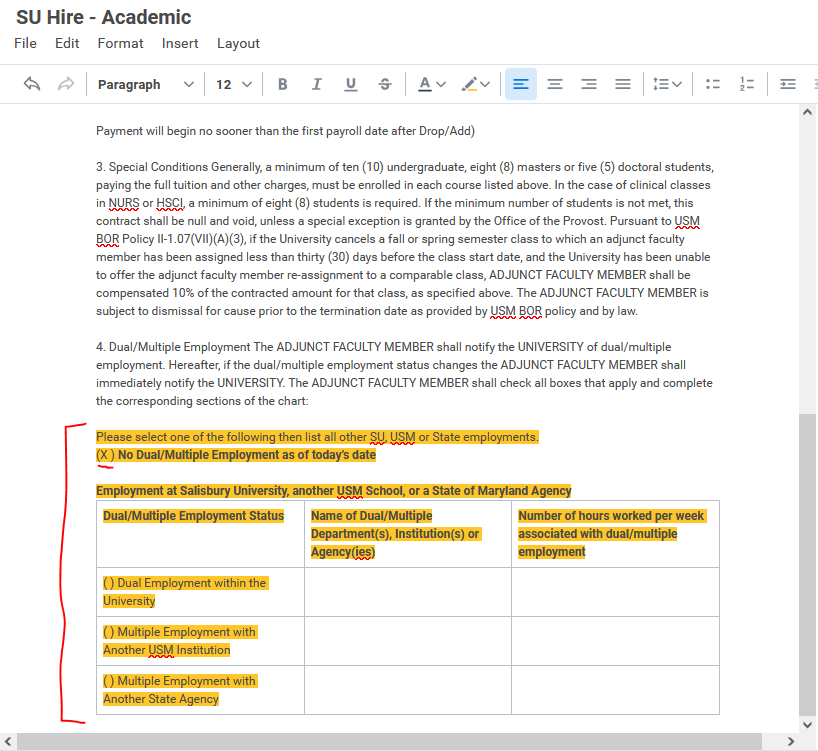 SU Hire - Academic
File Edit Format Insert Layout
Paragraph 12 B I U S A
Payment will begin no sooner than the first payroll date after Drop/Add)
3. Special Conditions Generally, a minimum of ten (10) undergraduate, eight (8) masters or five (5) doctoral students,
paying the full tuition and other charges, must be enrolled in each course listed above. In the case of clinical classes
in NURS or HSCI, a minimum of eight (8) students is required. If the minimum number of students is not met, this
contract shall be null and void, unless a special exception is granted by the Office of the Provost. Pursuant to USM
BOR Policy II-1.07(VII)(A)(3), if the University cancels a fall or spring semester class to which an adjunct faculty
member has been assigned less than thirty (30) days before the class start date, and the University has been unable
to offer the adjunct faculty member re-assignment to a comparable class, ADJUNCT FACULTY MEMBER shall be
compensated 10% of the contracted amount for that class, as specified above. The ADJUNCT FACULTY MEMBER is
subject to dismissal for cause prior to the termination date as provided by USM BOR policy and by law.
4. Dual/Multiple Employment The ADJUNCT FACULTY MEMBER shall notify the UNIVERSITY of dual/multiple
employment. Hereafter, if the dual/multiple employment status changes the ADJUNCT FACULTY MEMBER shall
immediately notify the UNIVERSITY. The ADJUNCT FACULTY MEMBER shall check all boxes that apply and complete
the corresponding sections of the chart:
Please select one of the following then list all other SU, USM or State employments.
(X ) No Dual/Multiple Employment as of today's date
Employment at Salisbury University, another USM School, or a State of Maryland Agency
Dual/Multiple Employment Status
Name of Dual/Multiple
Department(s), Institution(s) or
Agency(ies)
Number of hours worked per week
associated with dual/multiple
employment
( ) Dual Employment within the
University
( ) Multiple Employment with
Another USM Institution
( ) Multiple Employment with
Another State Agency